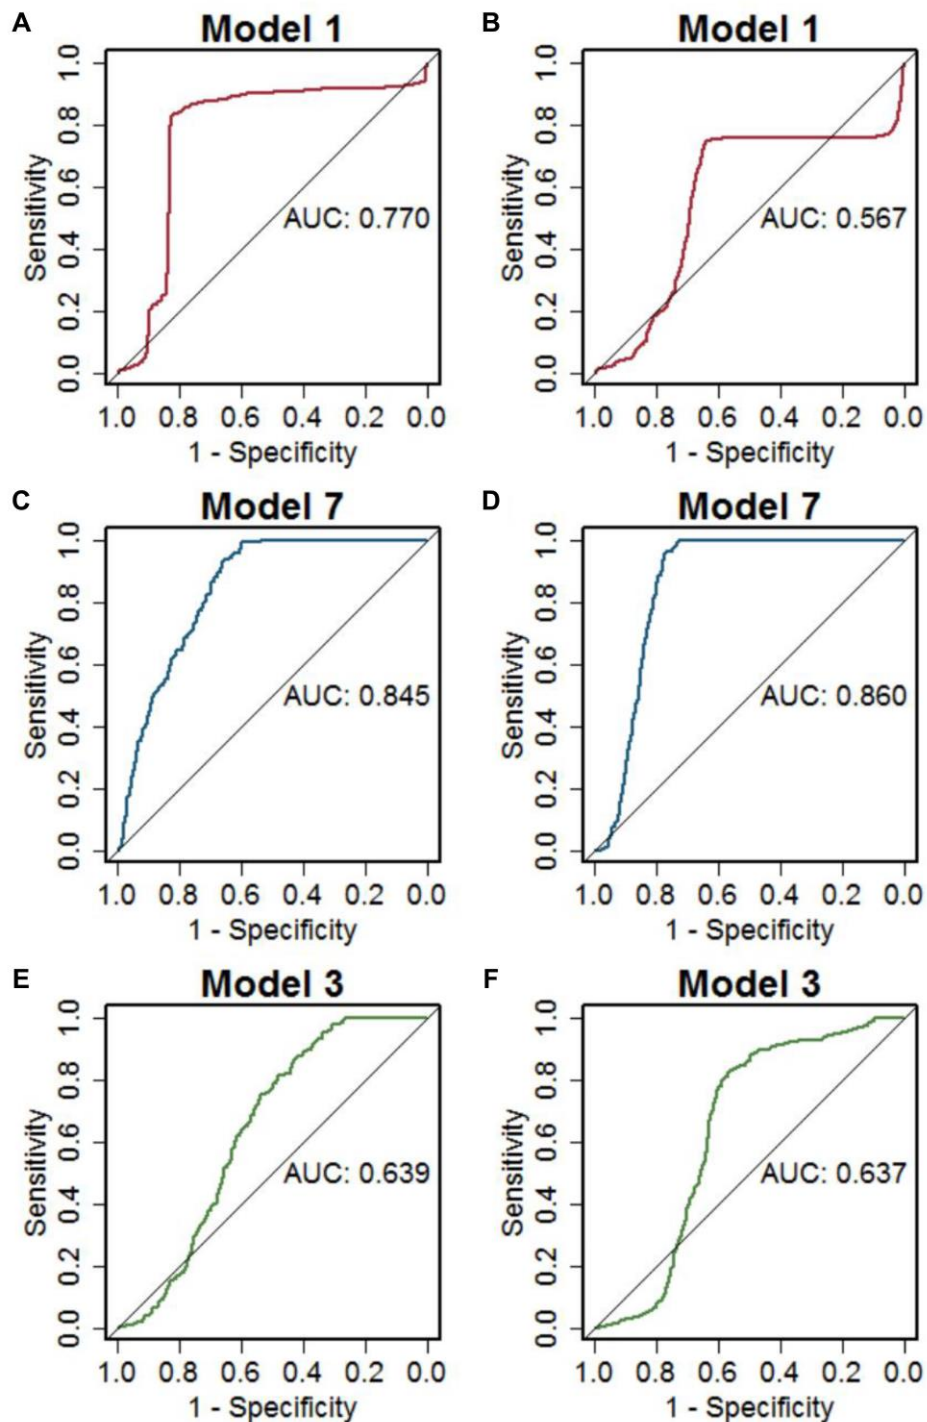 A
Model 1
Sensitivity
0.0 0.2 0.4 0.6 0.8 1.0
AUC: 0.770
1.0 0.8 0.6 0.4 0.2 0.0
1 - Specificity
B
Model 1
Sensitivity
0.0 0.2 0.4 0.6 0.8 1.0
AUC: 0.567
1.0 0.8 0.6 0.4 0.2 0.0
1 - Specificity
C
Model 7
Sensitivity
0.0 0.2 0.4 0.6 0.8 1.0
AUC: 0.845
1.0 0.8 0.6 0.4 0.2 0.0
1 - Specificity
D
Model 7
Sensitivity
0.0 0.2 0.4 0.6 0.8 1.0
AUC: 0.860
1.0 0.8 0.6 0.4 0.2 0.0
1 - Specificity
E
Model 3
Sensitivity
0.0 0.2 0.4 0.6 0.8 1.0
AUC: 0.639
1.0 0.8 0.6 0.4 0.2 0.0
1 - Specificity
F
Model 3
Sensitivity
0.0 0.2 0.4 0.6 0.8 1.0
AUC: 0.637
1.0 0.8 0.6 0.4 0.2 0.0
1 - Specificity